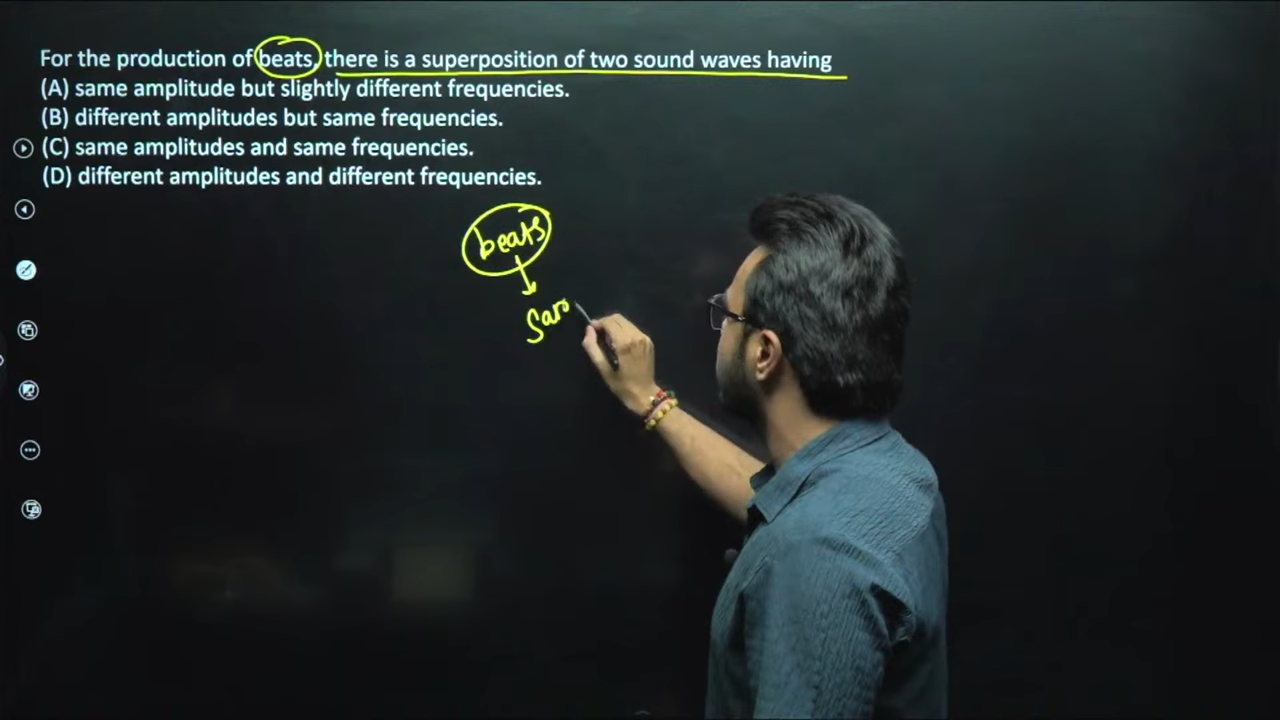 For the production of beats, there is a superposition of two sound waves having
(A) same amplitude but slightly different frequencies.
(B) different amplitudes but same frequencies.
(C) same amplitudes and same frequencies.
(D) different amplitudes and different frequencies.
beats